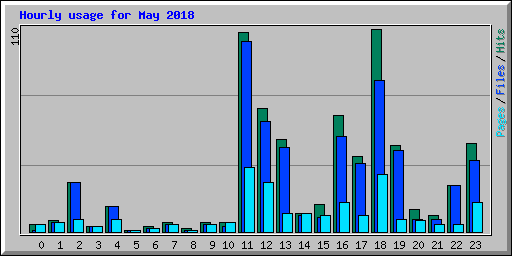 Hourly usage for May 2018
110
Pages/Files/Hits
0 1 2 3 4 5 6 7 8 9 10 11 12 13 14 15 16 17 18 19 20 21 22 23